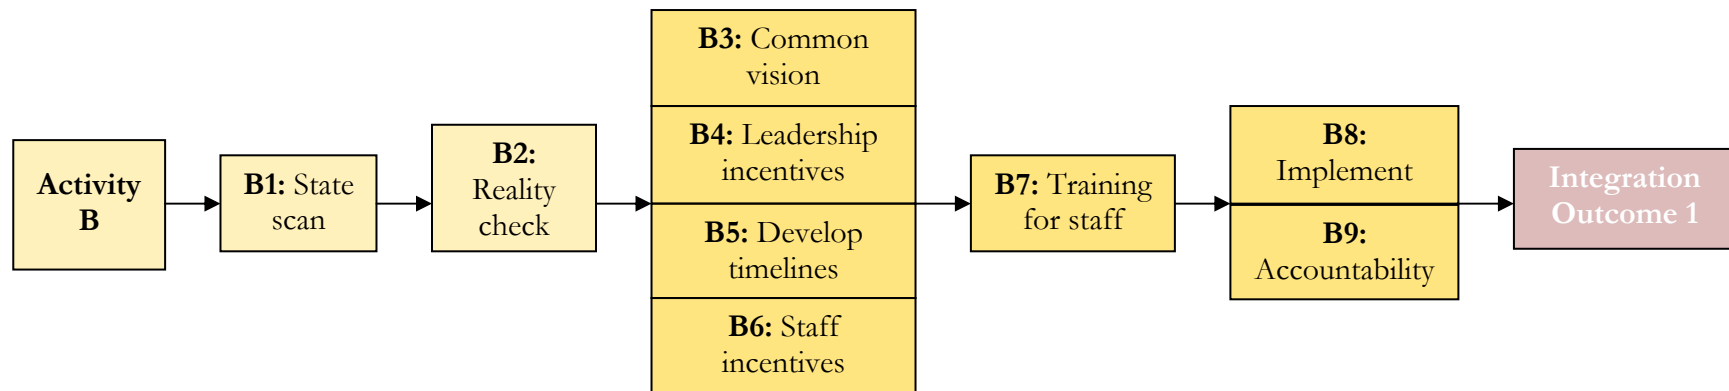 Activity
B
B1: State
scan
B2:
Reality
check
B3: Common
vision
B4: Leadership
incentives
B5: Develop
timelines
B6: Staff
incentives
B7: Training
for staff
B8:
Implement
B9:
Accountability
Integration
Outcome 1